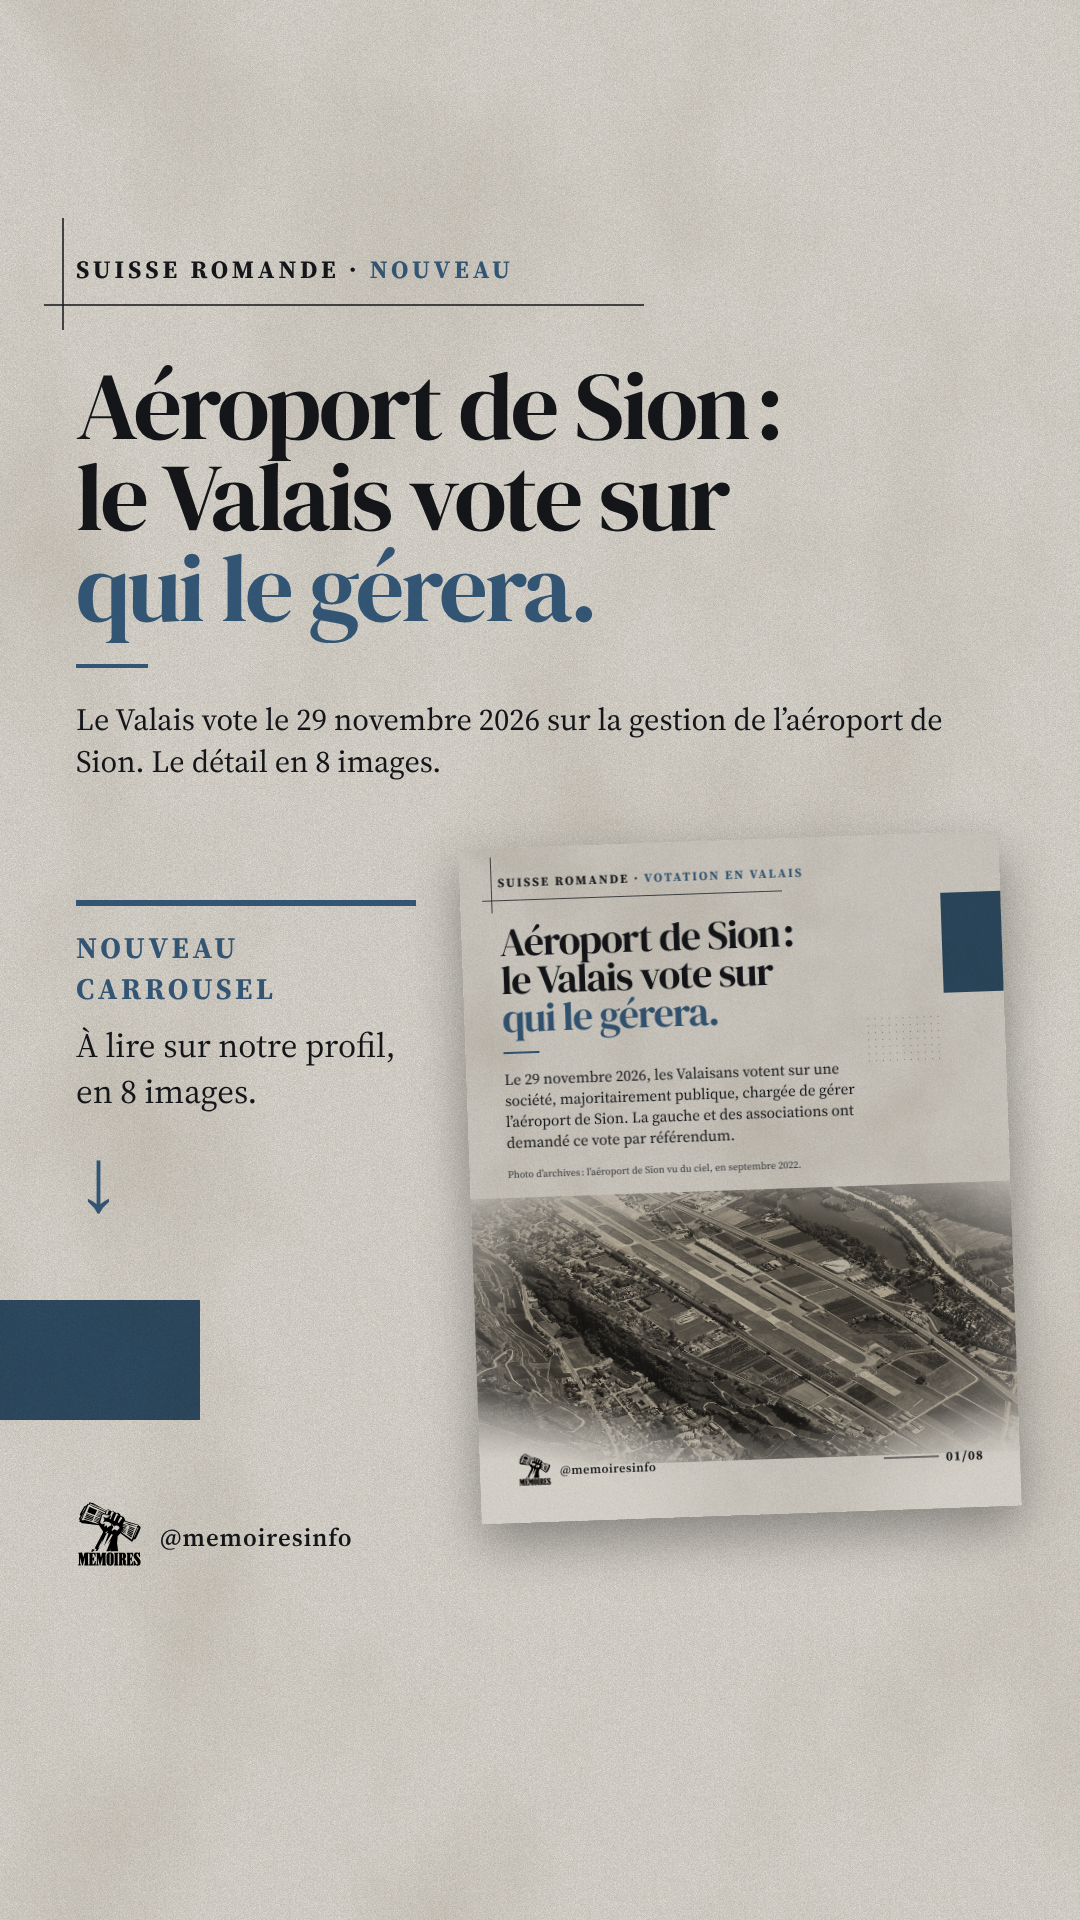 SUISSE ROMANDE · NOUVEAU
Aéroport de Sion :
le Valais vote sur
qui le gérera.
Le Valais vote le 29 novembre 2026 sur la gestion de l’aéroport de
Sion. Le détail en 8 images.
NOUVEAU
CARROUSEL
À lire sur notre profil,
en 8 images.
↓
SUISSE ROMANDE · VOTATION EN VALAIS
Aéroport de Sion :
le Valais vote sur
qui le gérera.
Le 29 novembre 2026, les Valaisans votent sur une
société, majoritairement publique, chargée de gérer
l’aéroport de Sion. La gauche et des associations ont
demandé ce vote par référendum.
Photo d’archives : l’aéroport de Sion vu du ciel, en septembre 2022.
MÉMOIRES
@memoiresinfo
01/08
MÉMOIRES
@memoiresinfo